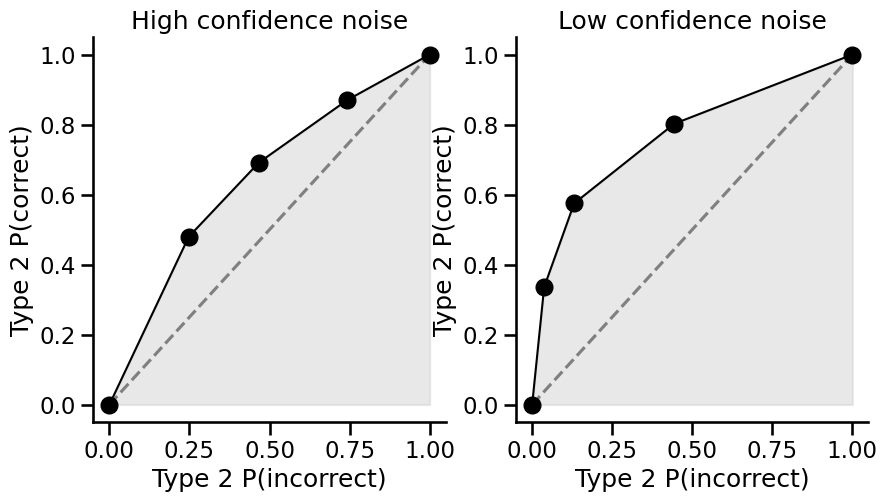 High confidence noise
Type 2 P(correct)
1.0
0.8
0.6
0.4
0.2
0.0
0.00 0.25 0.50 0.75 1.00
Type 2 P(incorrect)
Low confidence noise
Type 2 P(correct)
1.0
0.8
0.6
0.4
0.2
0.0
0.00 0.25 0.50 0.75 1.00
Type 2 P(incorrect)